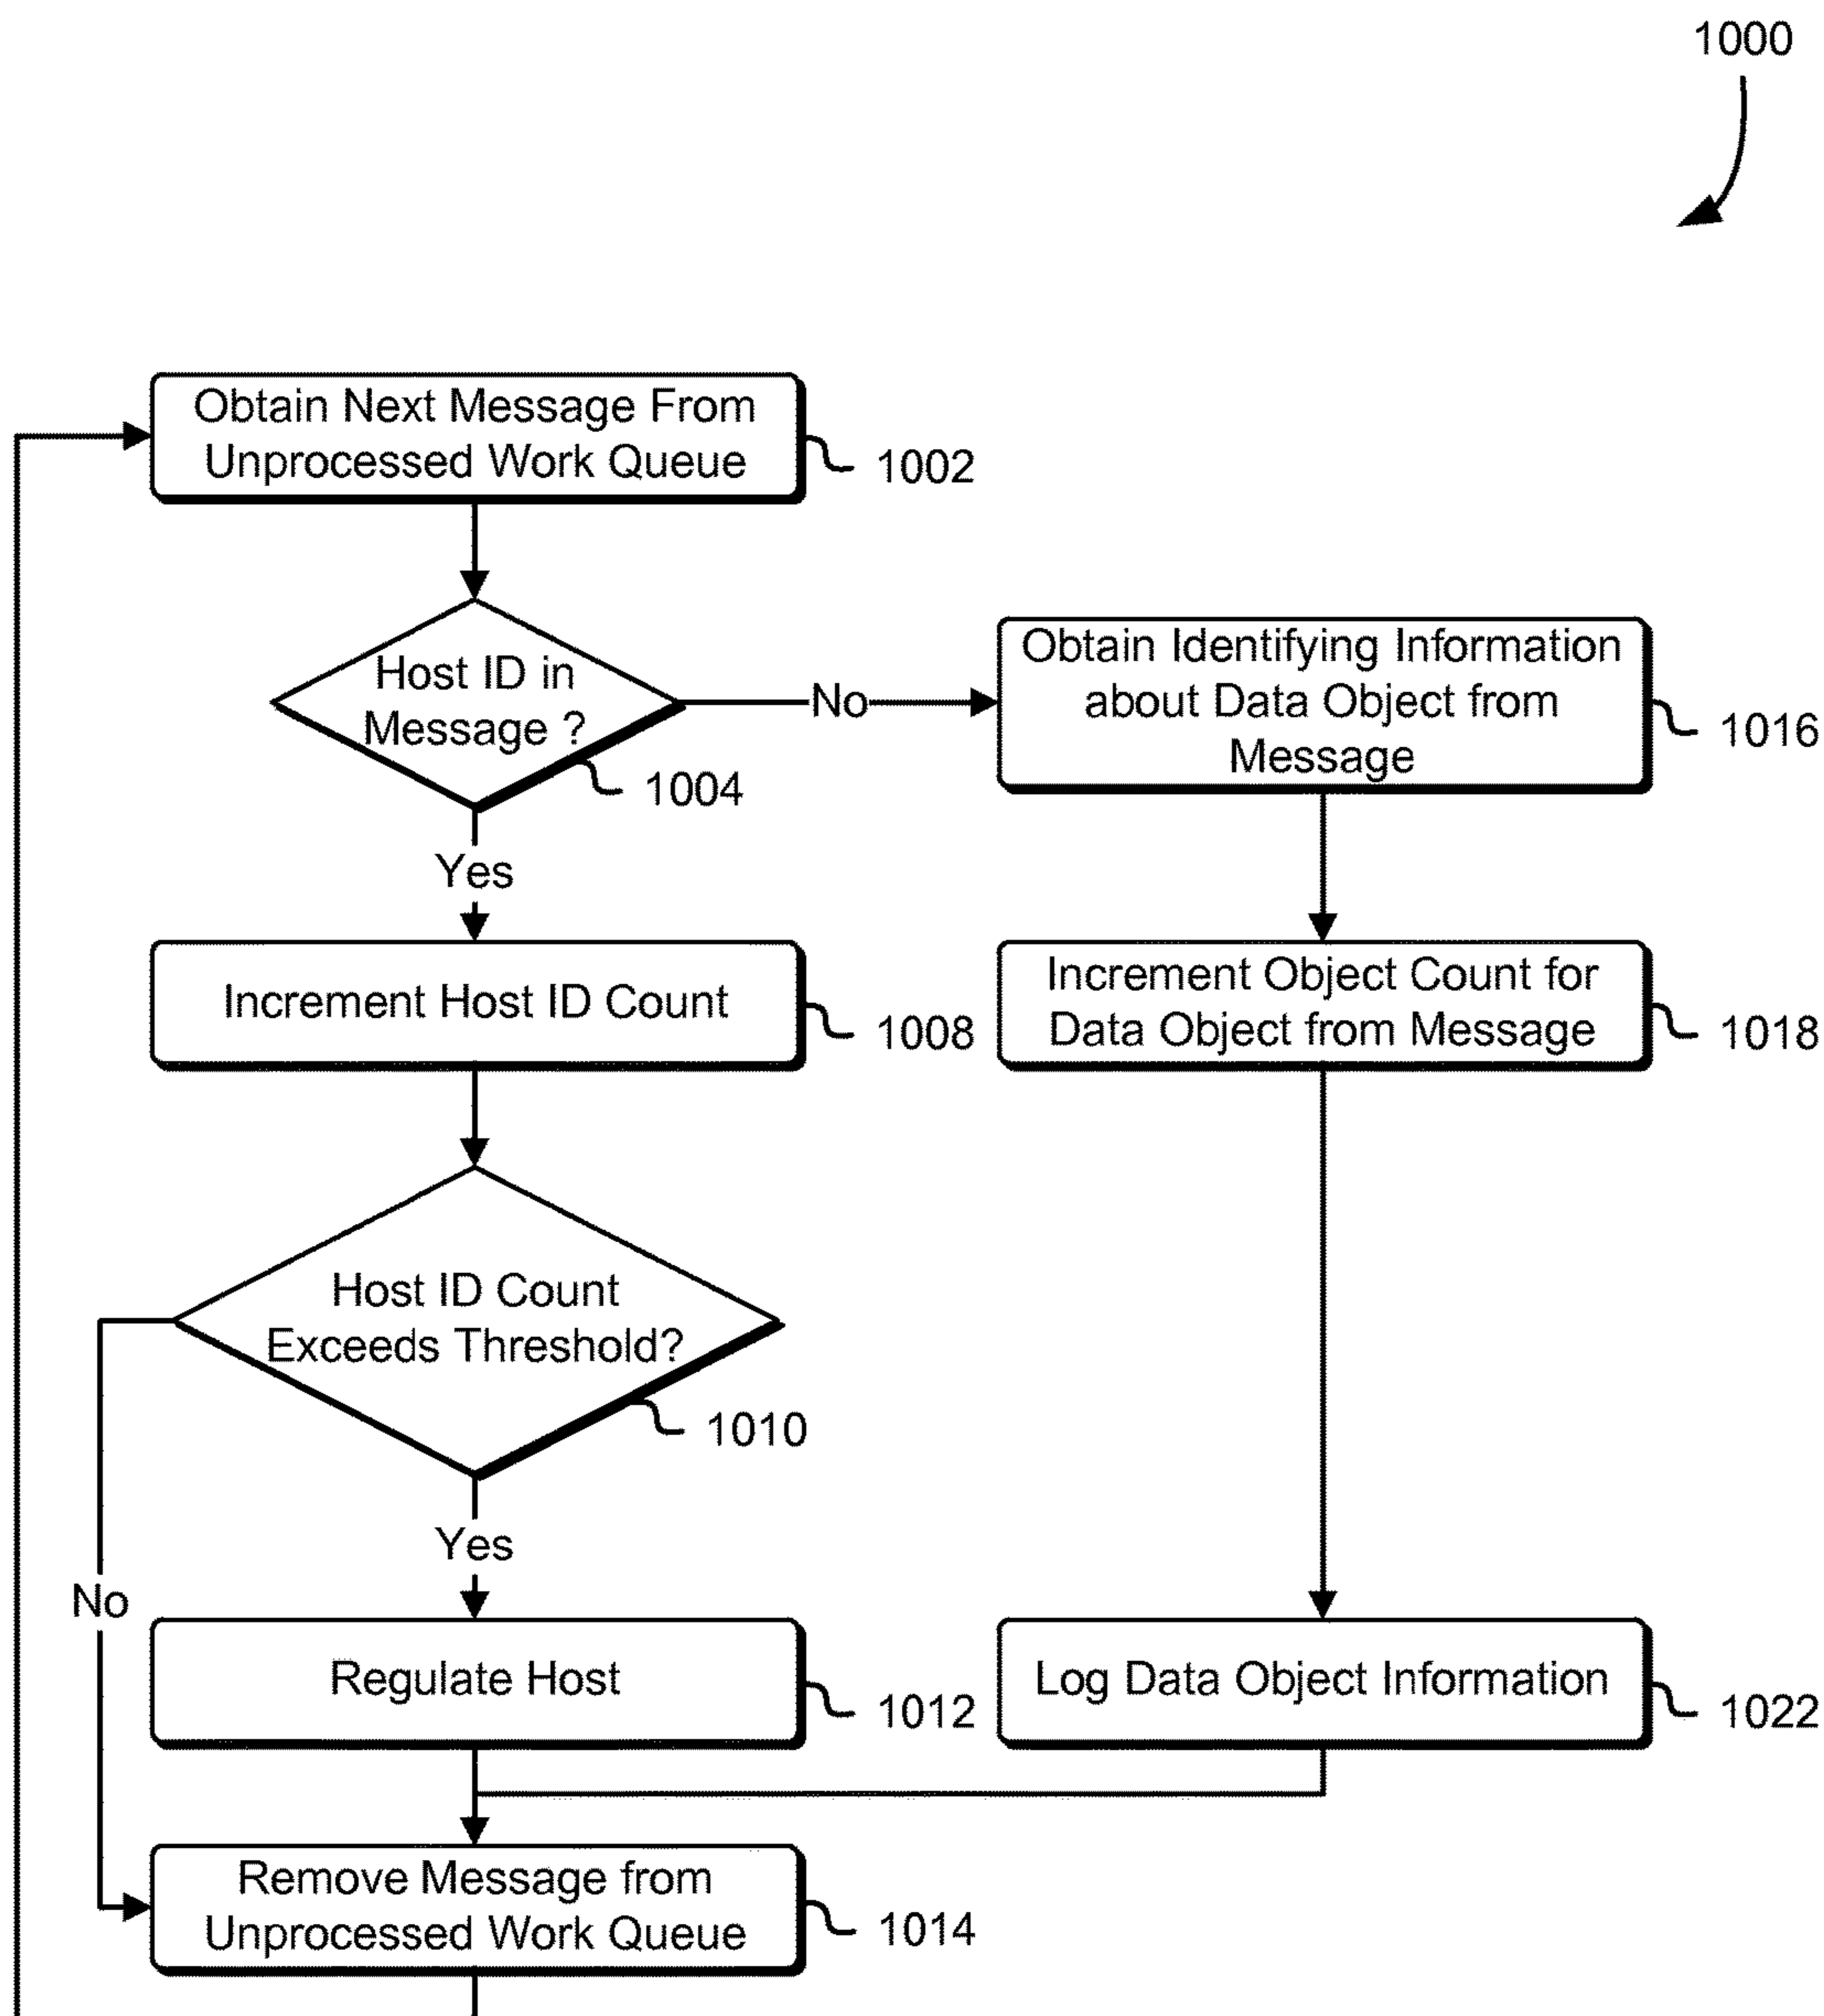 1000
Obtain Next Message From
Unprocessed Work Queue
1002
Host ID in
Message ?
1004
No
Obtain Identifying Information
about Data Object from
Message
1016
Yes
Increment Host ID Count
1008
Increment Object Count for
Data Object from Message
1018
Host ID Count
Exceeds Threshold?
1010
Yes
No
Regulate Host
1012
Log Data Object Information
1022
Remove Message from
Unprocessed Work Queue
1014